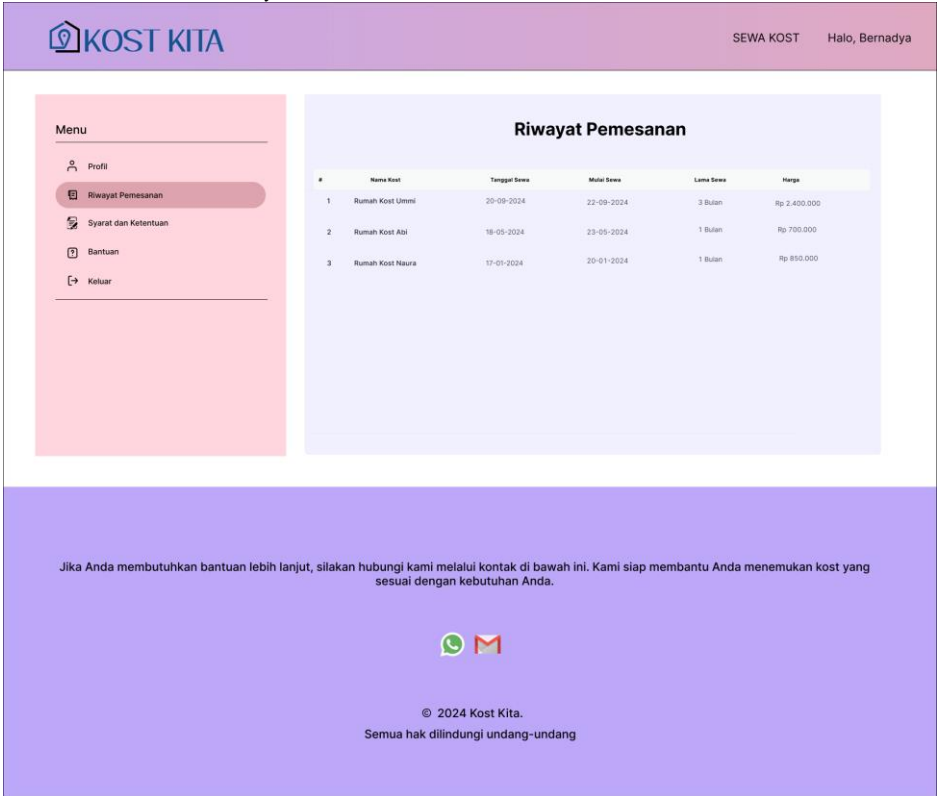 KOST KITA
SEWA KOST Halo, Bernadya
Menu
Profil
Riwayat Pemesanan
Syarat dan Ketentuan
Bantuan
Keluar
Riwayat Pemesanan
# Nama Kost Tanggal Sewa Mulai Sewa Lama Sewa Harga
1 Rumah Kost Ummi 20-09-2024 22-09-2024 3 Bulan Rp 2.400.000
2 Rumah Kost Abi 18-05-2024 23-05-2024 1 Bulan Rp 700.000
3 Rumah Kost Naura 17-01-2024 20-01-2024 1 Bulan Rp 850.000
Jika Anda membutuhkan bantuan lebih lanjut, silakan hubungi kami melalui kontak di bawah ini. Kami siap membantu Anda menemukan kost yang
sesuai dengan kebutuhan Anda.
© 2024 Kost Kita.
Semua hak dilindungi undang-undang